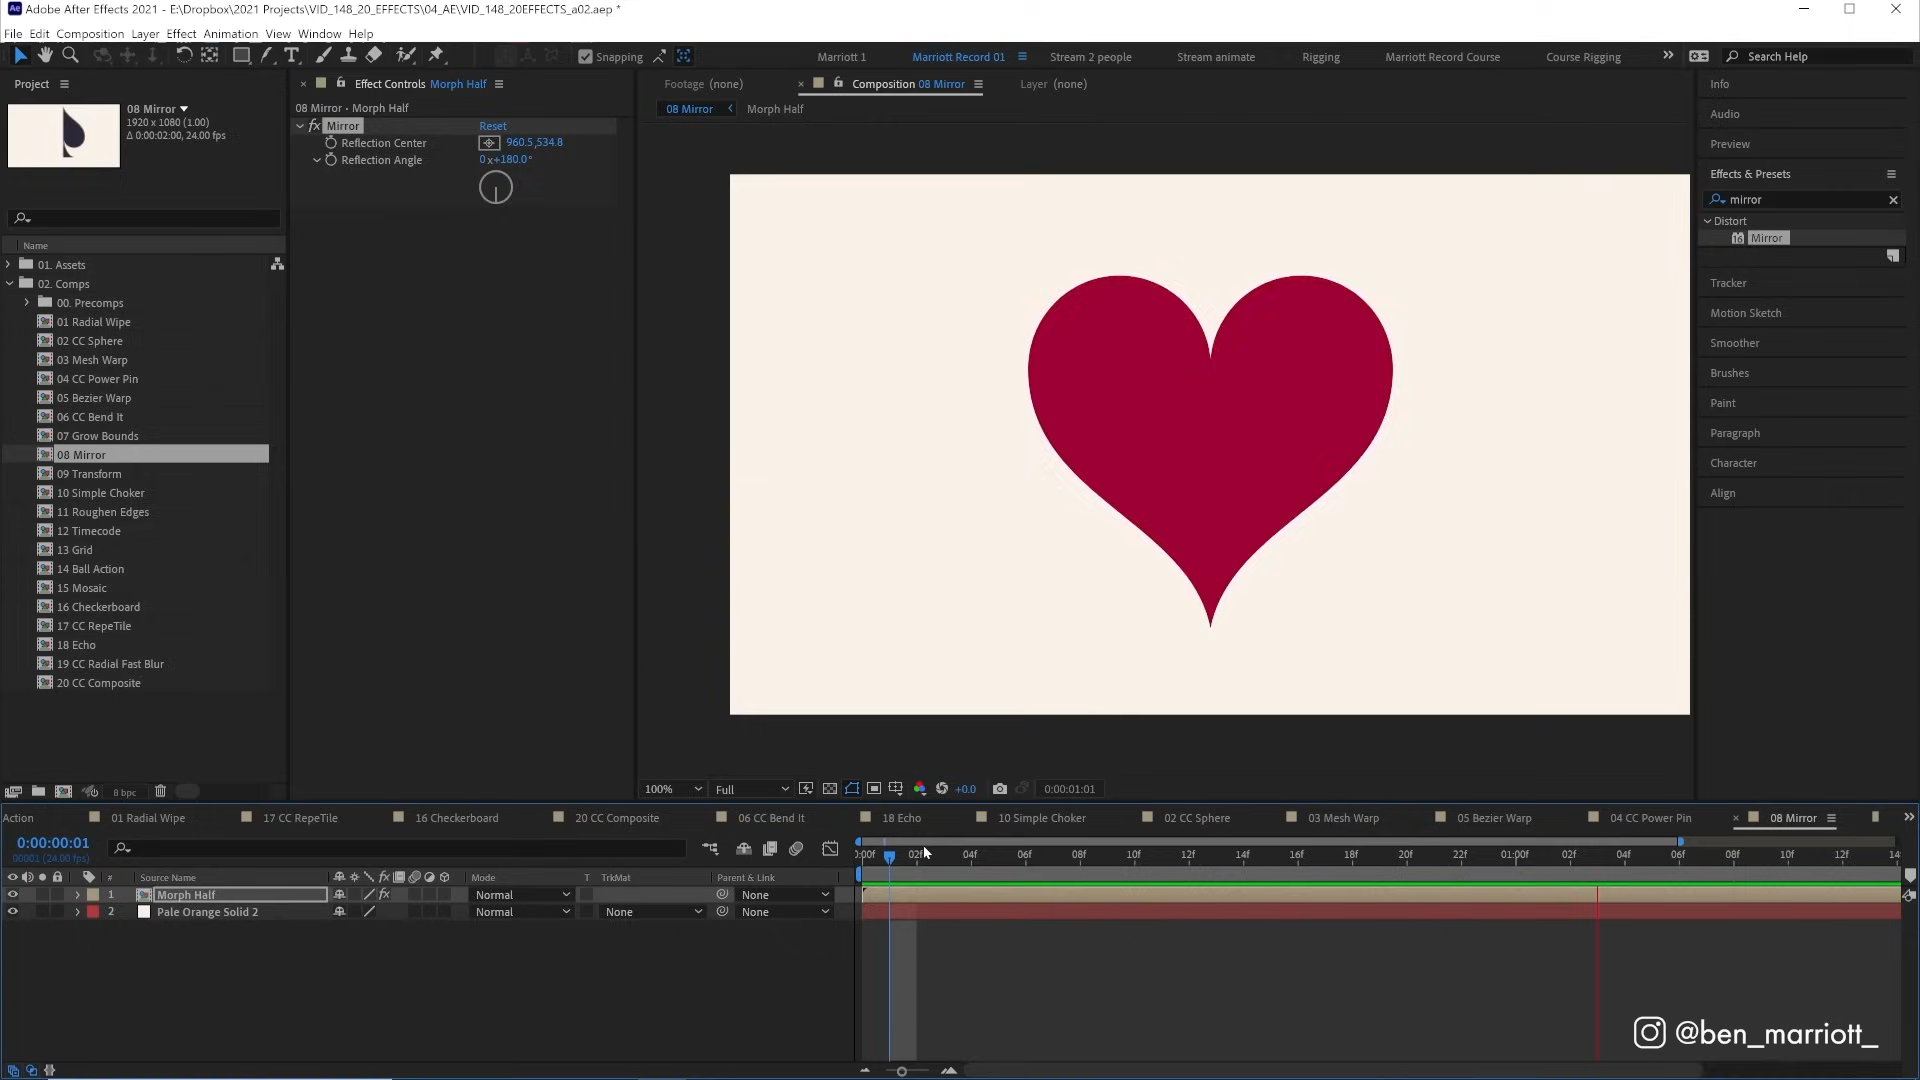 Adobe After Effects 2021 - E:\Dropbox\2021 Projects\VID_148_20_EFFECTS\04_AE\VID_148_20EFFECTS_a02.aep *
File Edit Composition Layer Effect Animation View Window Help
Snapping
Marriott 1 Marriott Record 01 Stream 2 people Stream animate Rigging Marriott Record Course Course Rigging Search Help
Project
08 Mirror
1920 x 1080 (1.00)
Δ 0:00:02:00, 24.00 fps
Name
01. Assets
02. Comps
00. Precomps
01 Radial Wipe
02 CC Sphere
03 Mesh Warp
04 CC Power Pin
05 Bezier Warp
06 CC Bend It
07 Grow Bounds
08 Mirror
09 Transform
10 Simple Choker
11 Roughen Edges
12 Timecode
13 Grid
14 Ball Action
15 Mosaic
16 Checkerboard
17 CC RepeTile
18 Echo
19 CC Radial Fast Blur
20 CC Composite
8 bpc
Effect Controls Morph Half
08 Mirror • Morph Half
fx Mirror Reset
Reflection Center 960.5,534.8
Reflection Angle 0x+180.0°
Footage (none) Composition 08 Mirror Layer (none)
08 Mirror Morph Half
100% Full +0.0 0:00:01:01
Info
Audio
Preview
Effects & Presets
mirror
Distort
16 Mirror
Tracker
Motion Sketch
Smoother
Brushes
Paint
Paragraph
Character
Align
Action 01 Radial Wipe 17 CC RepeTile 16 Checkerboard 20 CC Composite 06 CC Bend It 18 Echo 10 Simple Choker 02 CC Sphere 03 Mesh Warp 05 Bezier Warp 04 CC Power Pin 08 Mirror
0:00:00:01
00001 (24.00 fps)
):00f 02f 04f 06f 08f 10f 12f 14f 16f 18f 20f 22f 01:00f 02f 04f 06f 08f 10f 12f 14
# Source Name fx Mode T TrkMat Parent & Link
1 Morph Half fx Normal None
2 Pale Orange Solid 2 Normal None None
@ben_marriott_